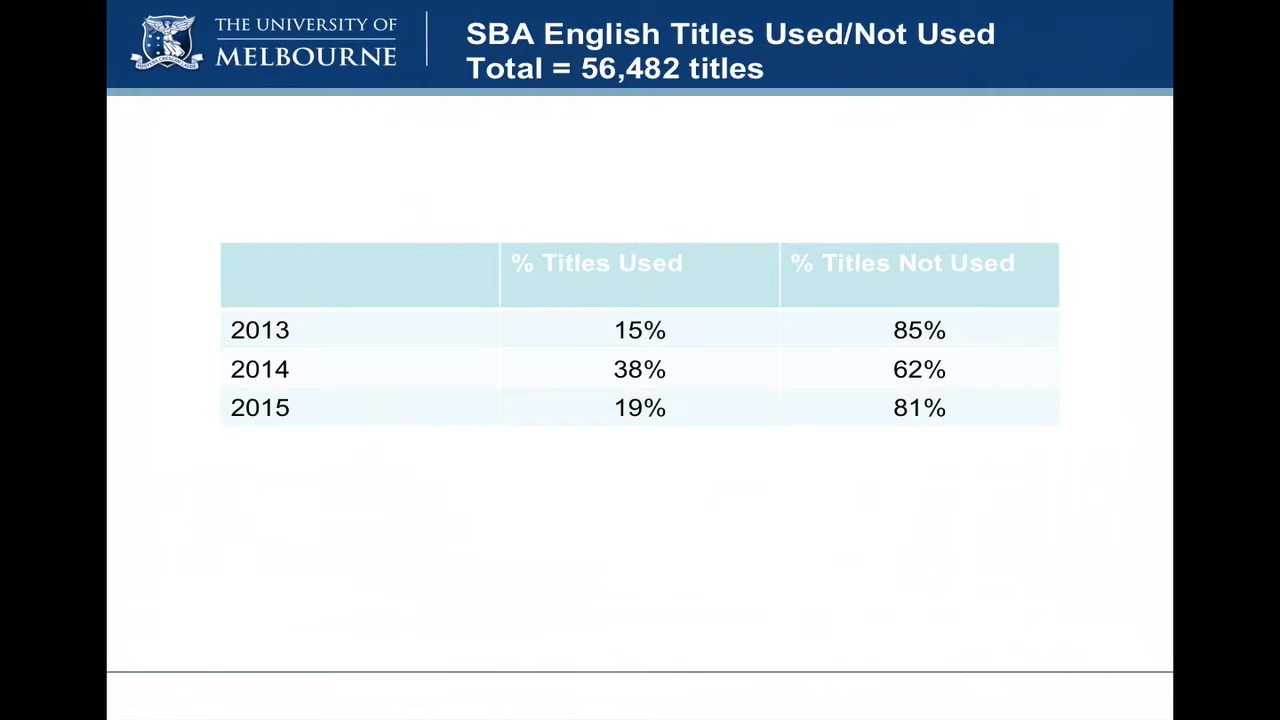 THE UNIVERSITY OF
MELBOURNE
SBA English Titles Used/Not Used
Total = 56,482 titles
% Titles Used % Titles Not Used
2013 15% 85%
2014 38% 62%
2015 19% 81%